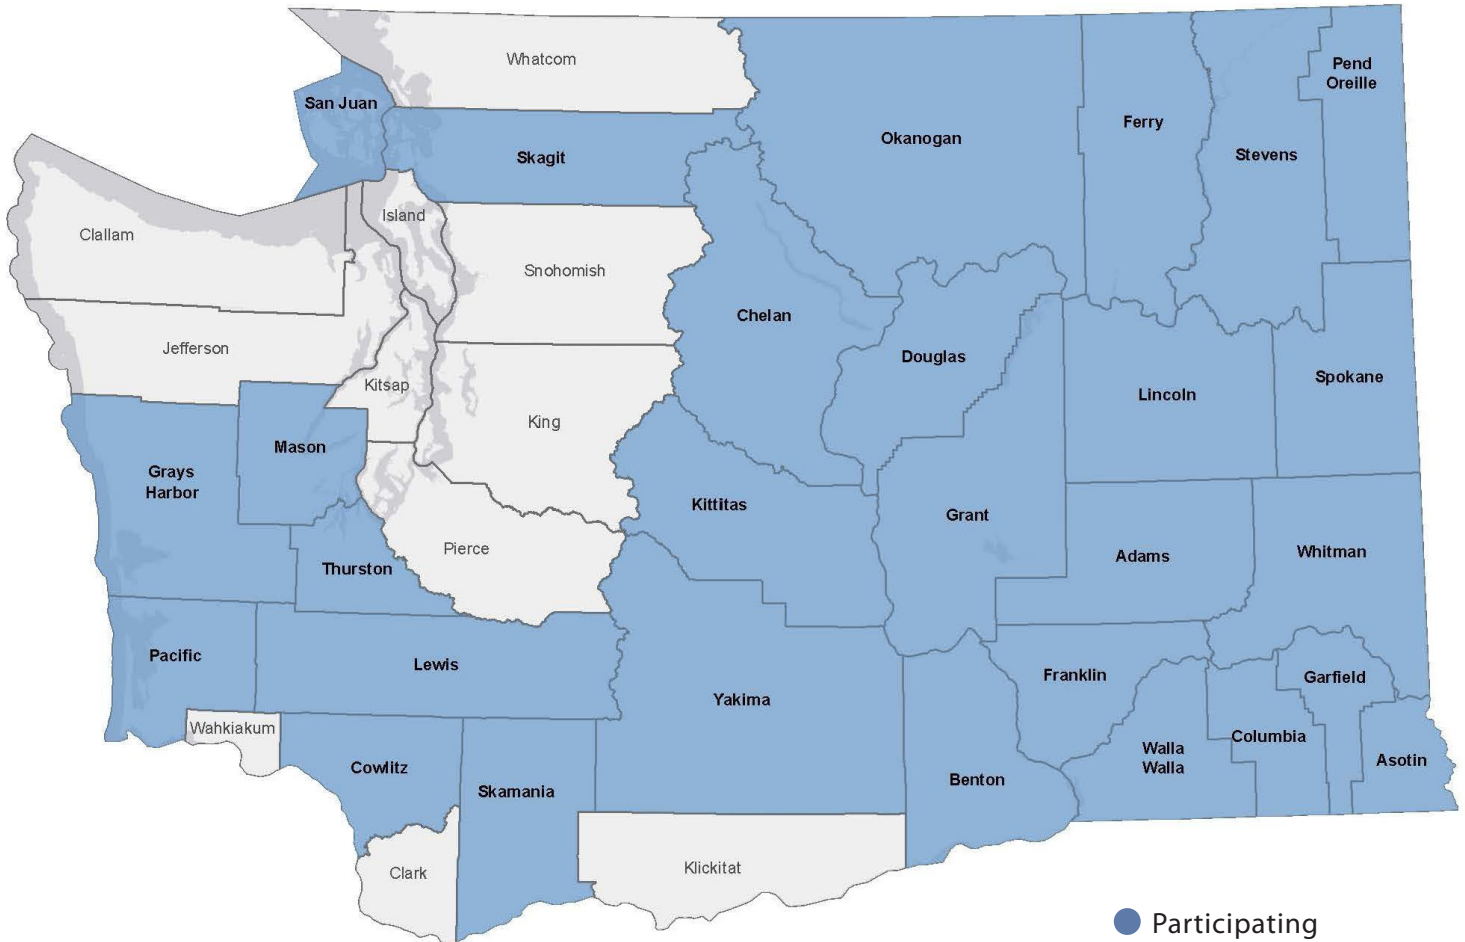 Whatcom
Pend
Oreille
San Juan
Ferry
Okanogan
Skagit
Stevens
Island
Clallam
Snohomish
Chelan
Jefferson
Douglas
Spokane
Kitsap
Lincoln
King
Mason
Grays
Harbor
Kittitas
Grant
Pierce
Whitman
Adams
Thurston
Pacific
Lewis
Franklin
Garfield
Yakima
Wahkiakum
Columbia
Walla
Walla
Asotin
Cowlitz
Benton
Skamania
Klickitat
Clark
Participating